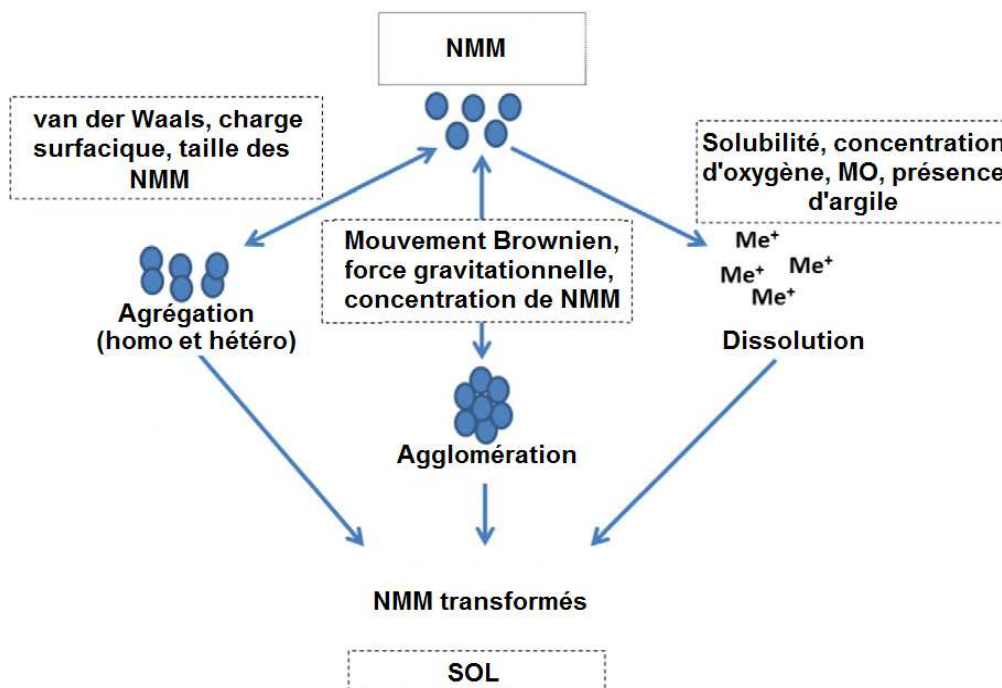 NMM
van der Waals, charge
surfacique, taille des
NMM
Solubilité, concentration
d'oxygène, MO, présence
d'argile
Mouvement Brownien,
force gravitationnelle,
concentration de NMM
Me⁺
Me⁺ Me⁺
Me⁺
Agrégation
(homo et hétéro)
Dissolution
Agglomération
NMM transformés
SOL